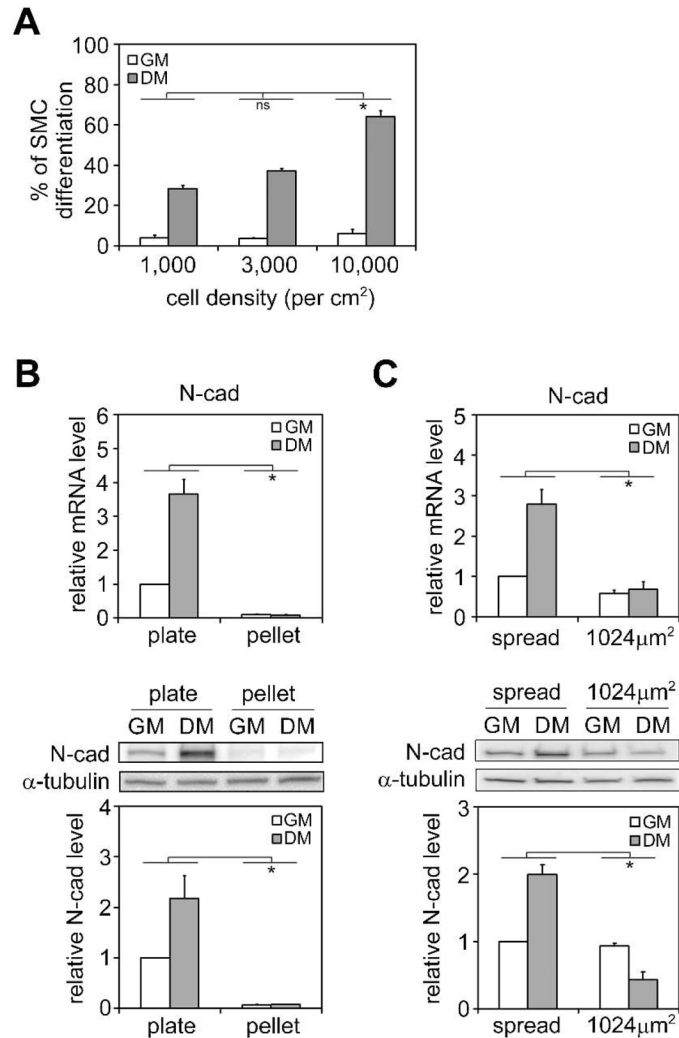 A
% of SMC
differentiation
100
80
60
40
20
0
GM
DM
ns
*
1,000 3,000 10,000
cell density (per cm²)
B
N-cad
relative mRNA level
6
5
4
3
2
1
0
GM
DM
*
plate pellet
plate pellet
GM DM GM DM
N-cad
α-tubulin
relative N-cad level
4
3
2
1
0
GM
DM
*
plate pellet
C
N-cad
relative mRNA level
5
4
3
2
1
0
GM
DM
*
spread 1024μm²
spread 1024μm²
GM DM GM DM
N-cad
α-tubulin
relative N-cad level
3
2
1
0
GM
DM
*
spread 1024μm²